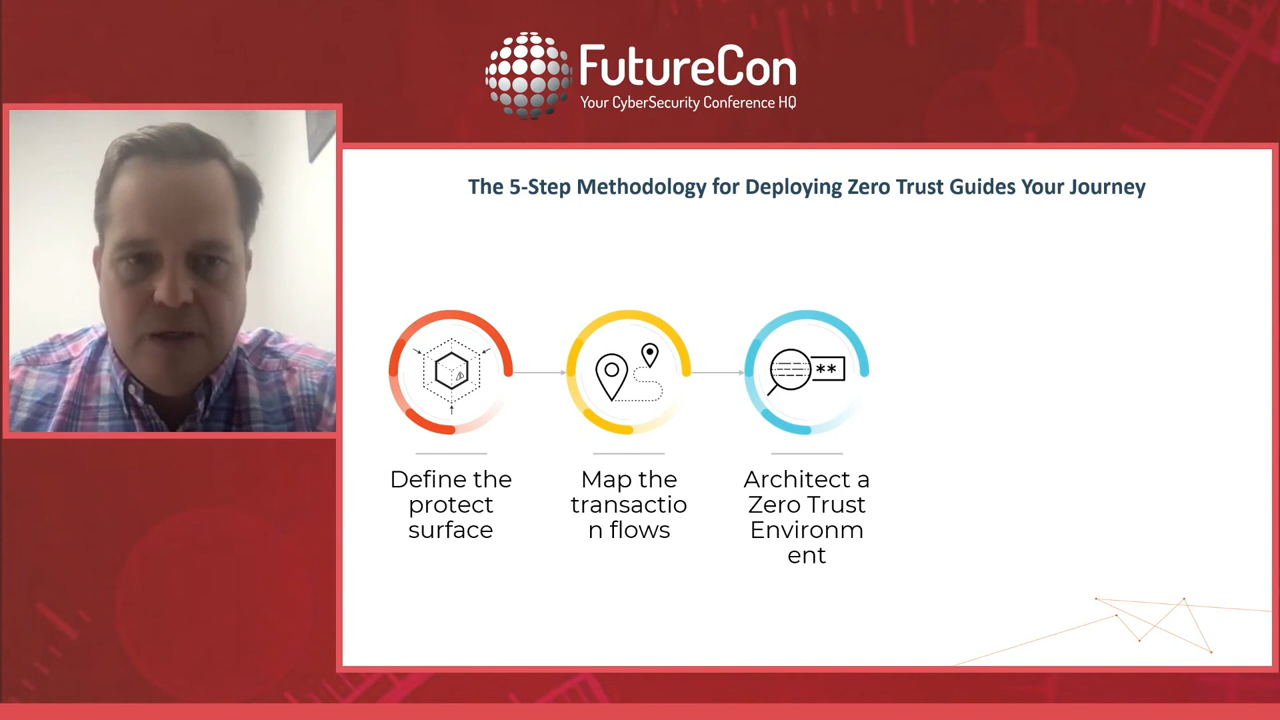 FutureCon
Your CyberSecurity Conference HQ
The 5-Step Methodology for Deploying Zero Trust Guides Your Journey
Define the
protect
surface
Map the
transactio
n flows
**
Architect a
Zero Trust
Environm
ent